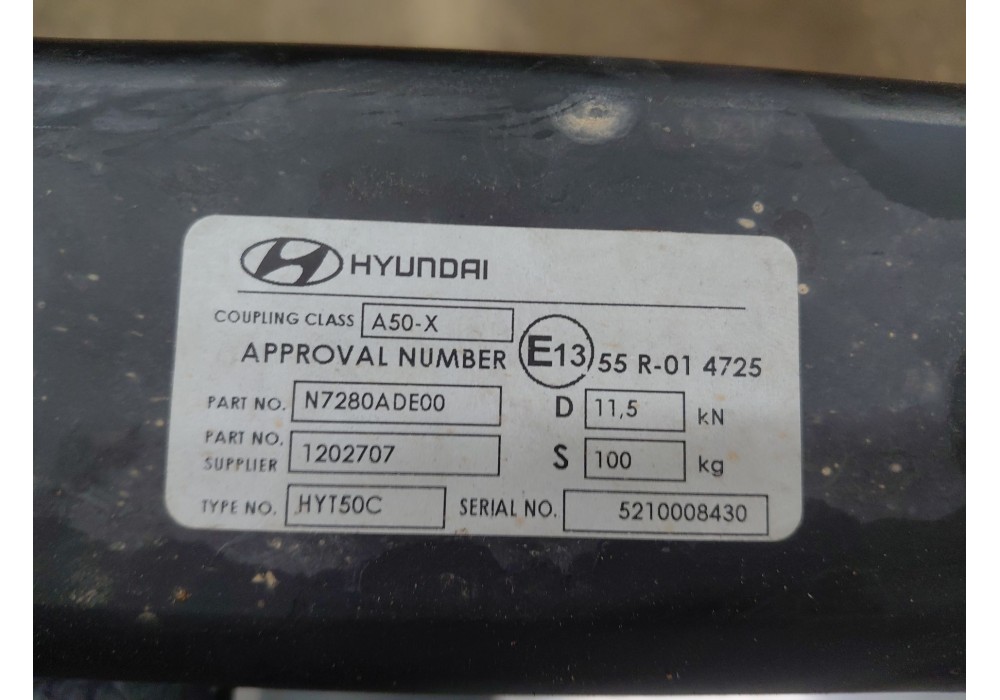 HYUNDAI
COUPLING CLASS A50-X
APPROVAL NUMBER E13 55 R-01 4725
PART NO. N7280ADE00 D 11,5 kN
PART NO. SUPPLIER 1202707 S 100 kg
TYPE NO. HYT50C SERIAL NO. 5210008430